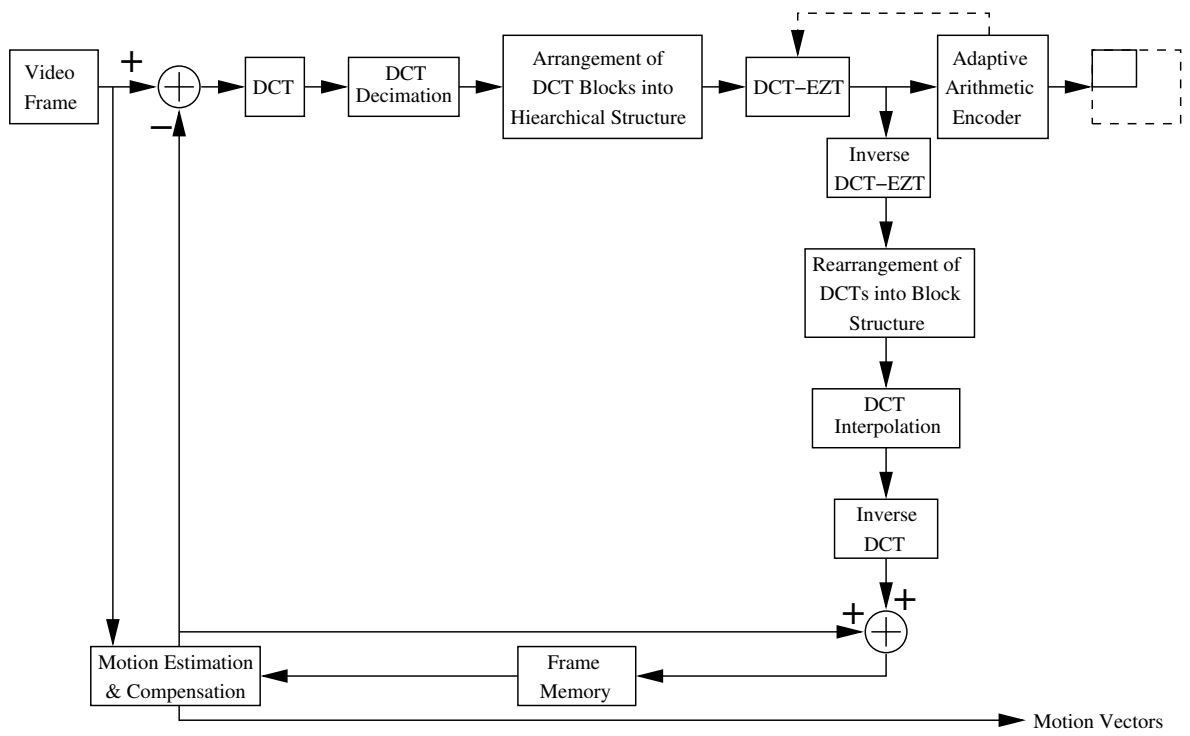 Video
Frame
+
−
DCT
DCT
Decimation
Arrangement of
DCT Blocks into
Hiearchical Structure
DCT−EZT
Adaptive
Arithmetic
Encoder
Inverse
DCT−EZT
Rearrangement of
DCTs into Block
Structure
DCT
Interpolation
Inverse
DCT
+
+
Motion Estimation
& Compensation
Frame
Memory
Motion Vectors